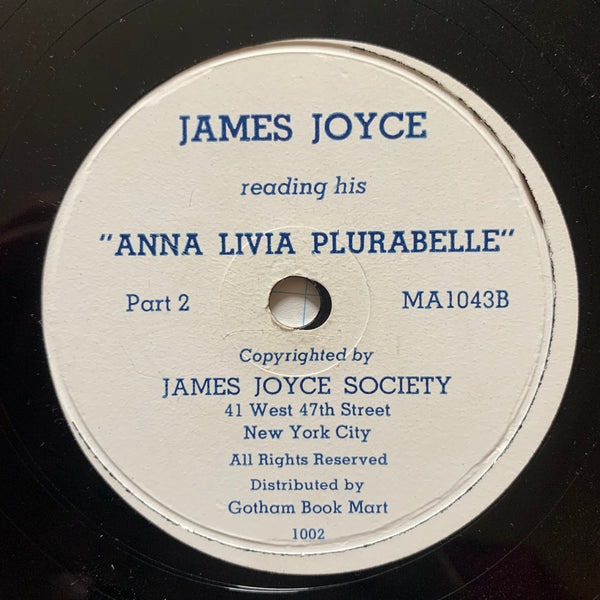 JAMES JOYCE
reading his
"ANNA LIVIA PLURABELLE"
Part 2 MA1043B
Copyrighted by
JAMES JOYCE SOCIETY
41 West 47th Street
New York City
All Rights Reserved
Distributed by
Gotham Book Mart
1002